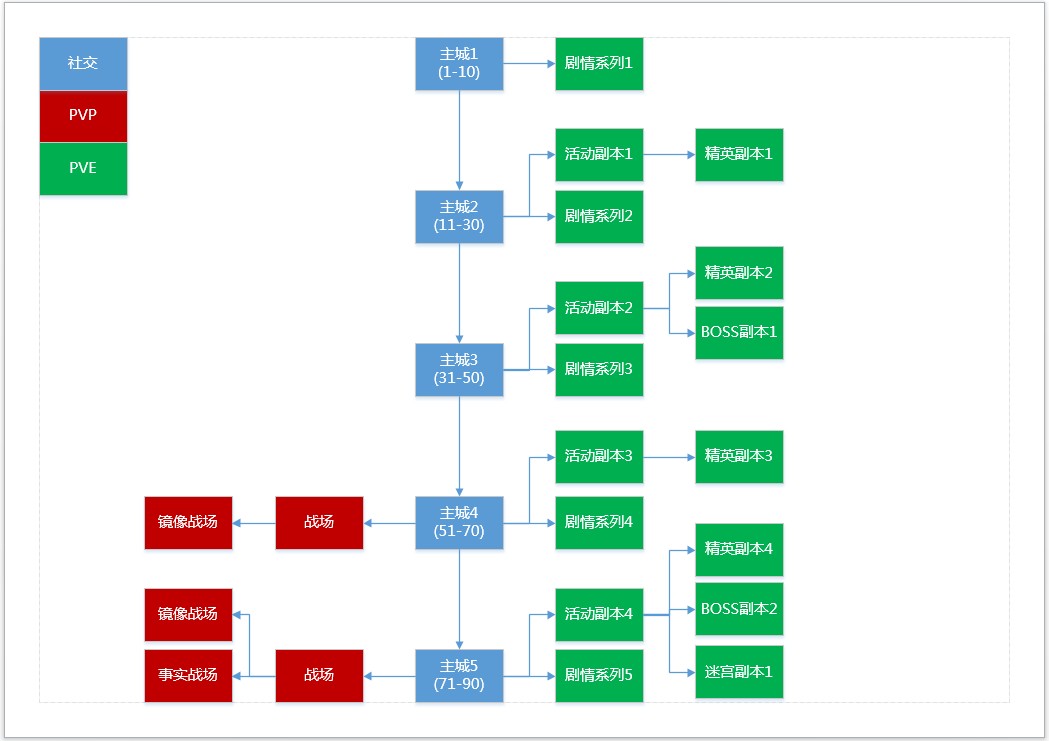 社交
PVP
PVE
主城1
(1-10)
剧情系列1
活动副本1
精英副本1
主城2
(11-30)
剧情系列2
精英副本2
活动副本2
BOSS副本1
主城3
(31-50)
剧情系列3
活动副本3
精英副本3
镜像战场
战场
主城4
(51-70)
剧情系列4
精英副本4
镜像战场
活动副本4
BOSS副本2
事实战场
战场
主城5
(71-90)
剧情系列5
迷宫副本1